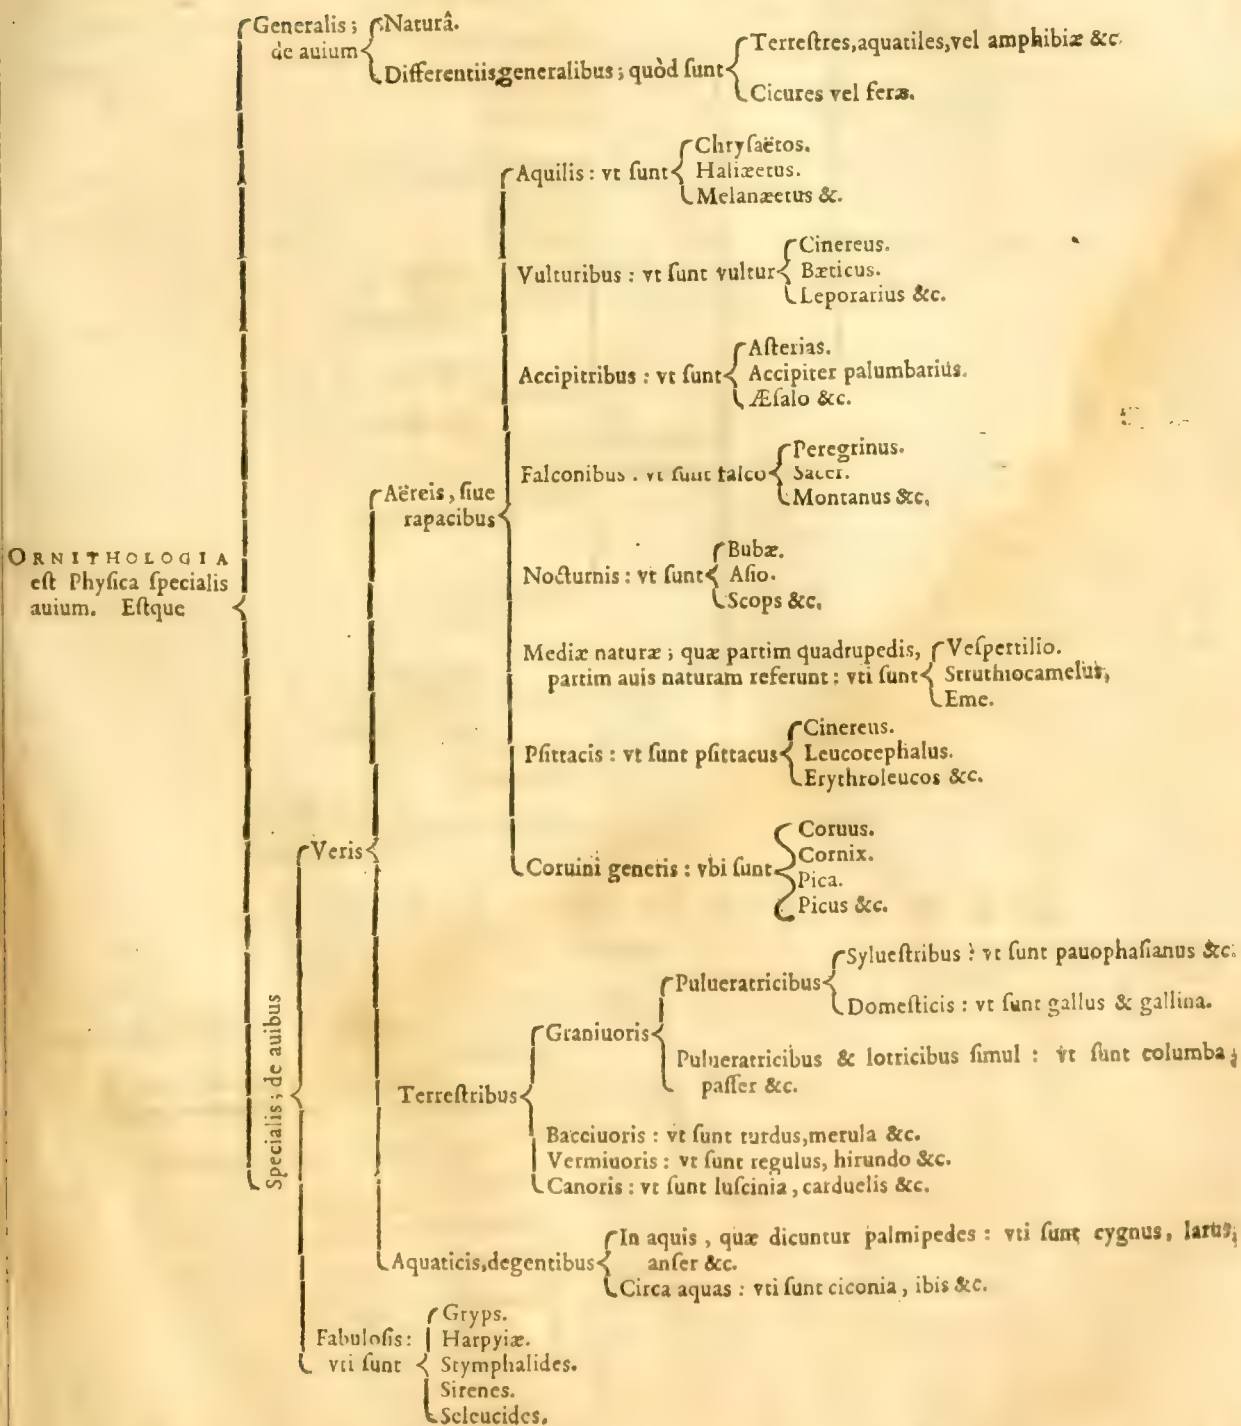 Generalis ; Naturâ.
de auium
Differentiis generalibus ; quòd ſunt
Terreſtres, aquatiles, vel amphibiæ &c.
Cicures vel feræ.
ORNITHOLOGIA
eſt Phyſica ſpecialis
auium. Eſtque
Specialis ; de auibus
Veris
Aëreis, ſiue
rapacibus
Aquilis : vt ſunt
Chryſaëtos.
Haliæetus.
Melanæetus &.
Vulturibus : vt ſunt vultur
Cinereus.
Bæticus.
Leporarius &c.
Accipitribus : vt ſunt
Aſterias.
Accipiter palumbarius.
Æſalo &c.
Falconibus . vt ſunt falco
Peregrinus.
Sacer.
Montanus &c,
Nocturnis : vt ſunt
Bubæ.
Aſio.
Scops &c,
Mediæ naturæ ; quæ partim quadrupedis,
partim auis naturam referunt : vti ſunt
Veſpertilio.
Struthiocamelus,
Eme.
Pſittacis : vt ſunt pſittacus
Cinereus.
Leucocephalus.
Erythroleucos &c.
Coruini generis : vbi ſunt
Coruus.
Cornix.
Pica.
Picus &c.
Terreſtribus
Graniuoris
Pulueratricibus
Sylueſtribus : vt ſunt pauophaſianus &c.
Domeſticis : vt ſunt gallus & gallina.
Pulueratricibus & lotricibus ſimul : vt ſunt columba,
paſſer &c.
Bacciuoris : vt ſunt turdus, merula &c.
Vermiuoris : vt ſunt regulus, hirundo &c.
Canoris : vt ſunt luſcinia, carduelis &c.
Aquaticis, degentibus
In aquis, quæ dicuntur palmipedes : vti ſunt cygnus, larus,
anſer &c.
Circa aquas : vti ſunt ciconia, ibis &c.
Fabuloſis :
vti ſunt
Gryps.
Harpyiæ.
Stymphalides.
Sirenes.
Seleucides.